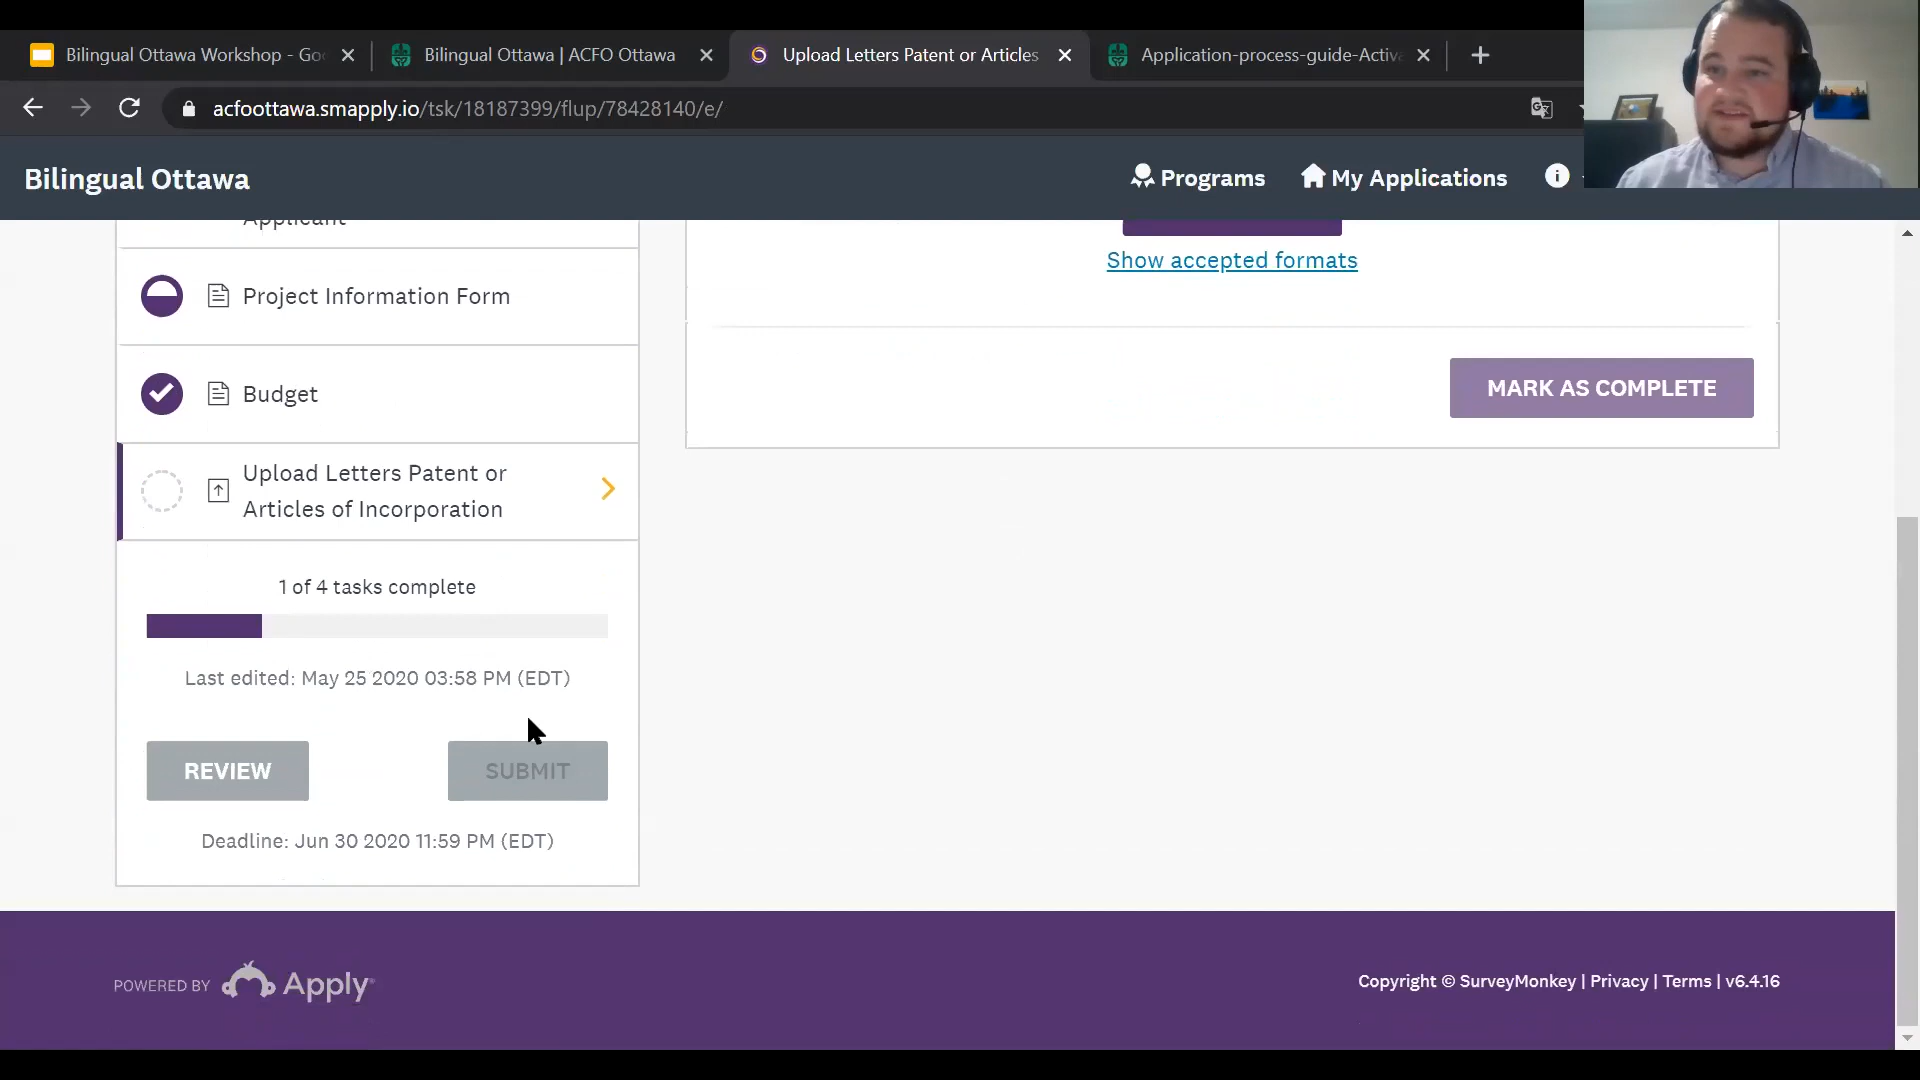 Bilingual Ottawa Workshop - Goo
Bilingual Ottawa | ACFO Ottawa
Upload Letters Patent or Articles
Application-process-guide-Activa
acfoottawa.smapply.io/tsk/18187399/flup/78428140/e/
Bilingual Ottawa
Programs
My Applications
Applicant
Show accepted formats
Project Information Form
MARK AS COMPLETE
Budget
Upload Letters Patent or
Articles of Incorporation
1 of 4 tasks complete
Last edited: May 25 2020 03:58 PM (EDT)
REVIEW
SUBMIT
Deadline: Jun 30 2020 11:59 PM (EDT)
POWERED BY Apply
Copyright © SurveyMonkey | Privacy | Terms | v6.4.16